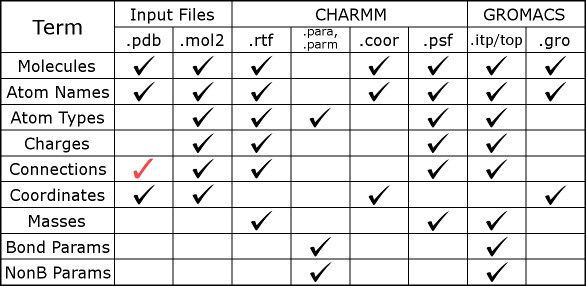 Term Input Files CHARMM GROMACS
.pdb .mol2 .rtf .para, .parm .coor .psf .itp/top .gro
Molecules ✓ ✓ ✓ ✓ ✓ ✓ ✓
Atom Names ✓ ✓ ✓ ✓ ✓ ✓ ✓
Atom Types ✓ ✓ ✓ ✓ ✓
Charges ✓ ✓ ✓ ✓
Connections ✓ ✓ ✓ ✓ ✓
Coordinates ✓ ✓ ✓ ✓
Masses ✓ ✓ ✓
Bond Params ✓ ✓
NonB Params ✓ ✓